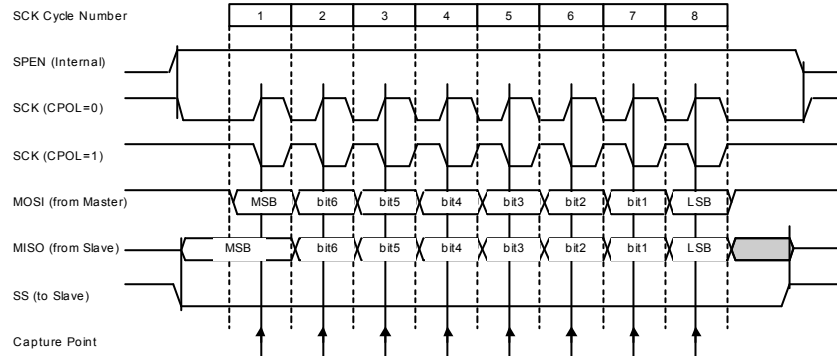 SCK Cycle Number 1 2 3 4 5 6 7 8
SPEN (Internal)
SCK (CPOL=0)
SCK (CPOL=1)
MOSI (from Master) MSB bit6 bit5 bit4 bit3 bit2 bit1 LSB
MISO (from Slave) MSB bit6 bit5 bit4 bit3 bit2 bit1 LSB
SS (to Slave)
Capture Point